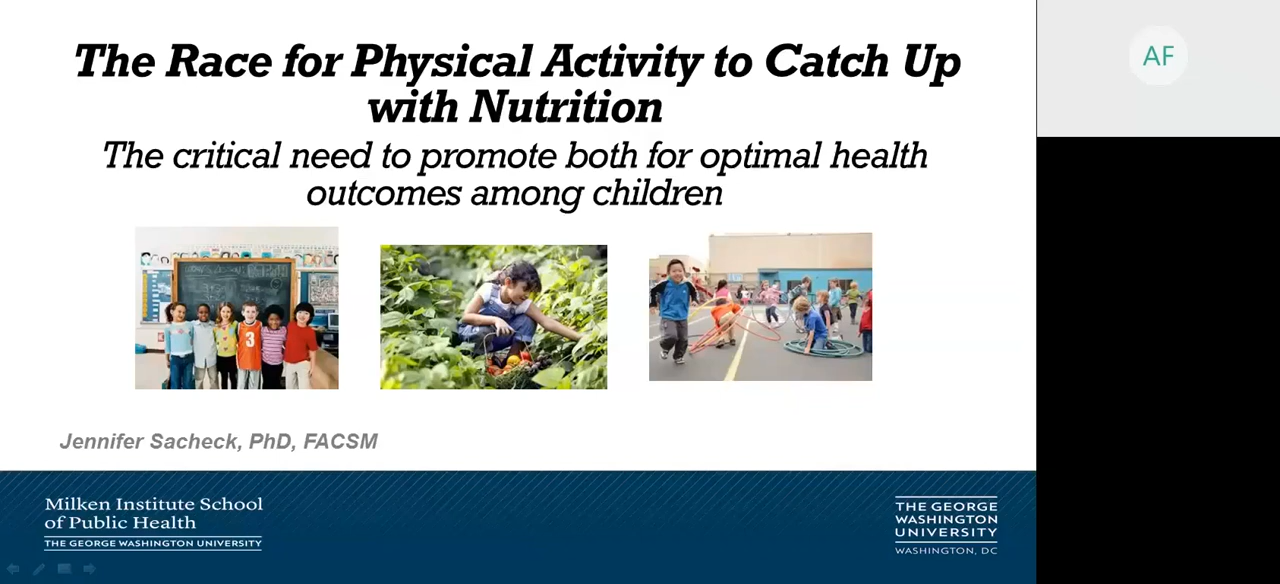 The Race for Physical Activity to Catch Up
with Nutrition
The critical need to promote both for optimal health
outcomes among children
3
Jennifer Sacheck, PhD, FACSM
Milken Institute School
of Public Health
THE GEORGE WASHINGTON UNIVERSITY
THE GEORGE
WASHINGTON
UNIVERSITY
WASHINGTON, DC
AF